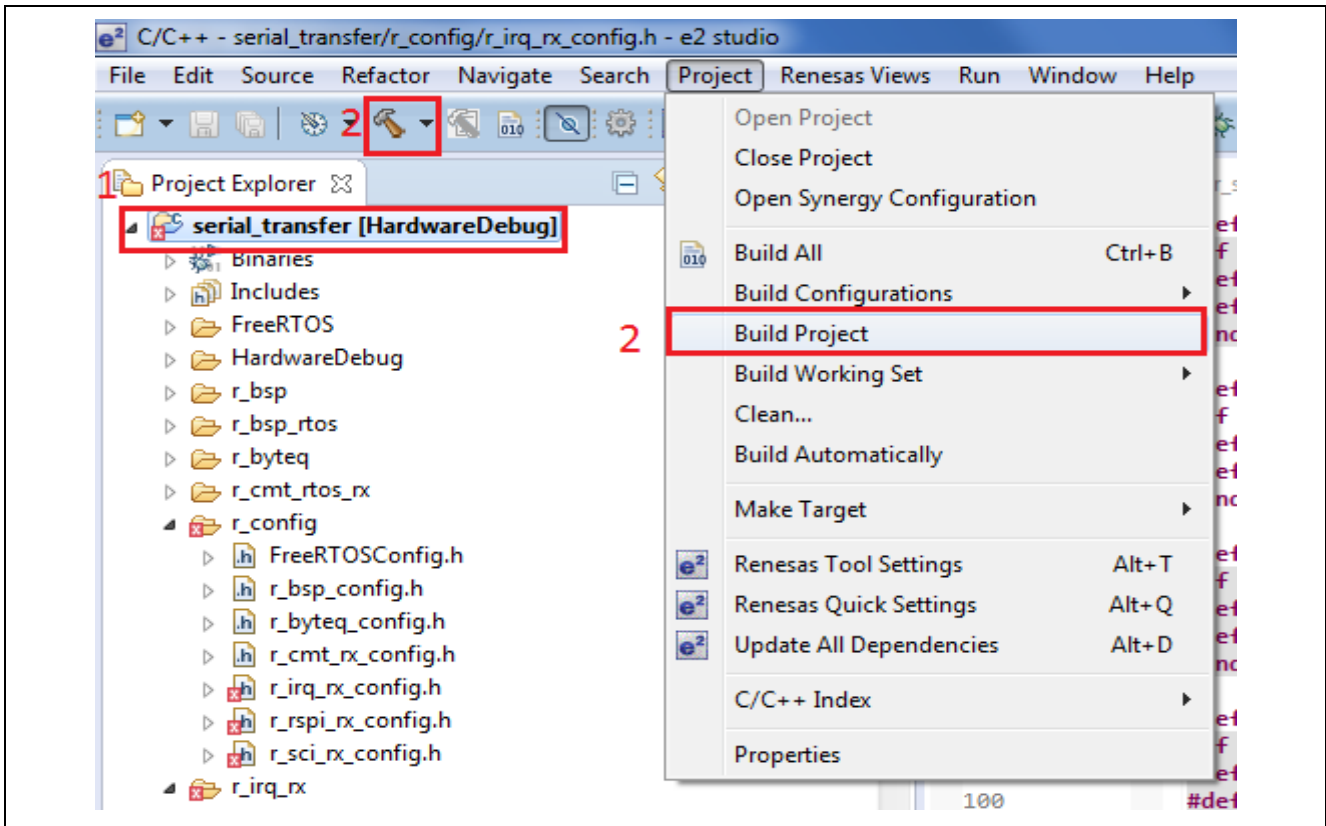 C/C++ - serial_transfer/r_config/r_irq_rx_config.h - e2 studio
File Edit Source Refactor Navigate Search Project Renesas Views Run Window Help
2
Open Project
Close Project
Open Synergy Configuration
Build All Ctrl+B
Build Configurations
Build Project
Build Working Set
Clean...
Build Automatically
Make Target
Renesas Tool Settings Alt+T
Renesas Quick Settings Alt+Q
Update All Dependencies Alt+D
C/C++ Index
Properties
1 Project Explorer
serial_transfer [HardwareDebug]
Binaries
Includes
FreeRTOS
2
HardwareDebug
r_bsp
r_bsp_rtos
r_byteq
r_cmt_rtos_rx
r_config
FreeRTOSConfig.h
r_bsp_config.h
r_byteq_config.h
r_cmt_rx_config.h
r_irq_rx_config.h
r_rspi_rx_config.h
r_sci_rx_config.h
r_irq_rx
100 #def